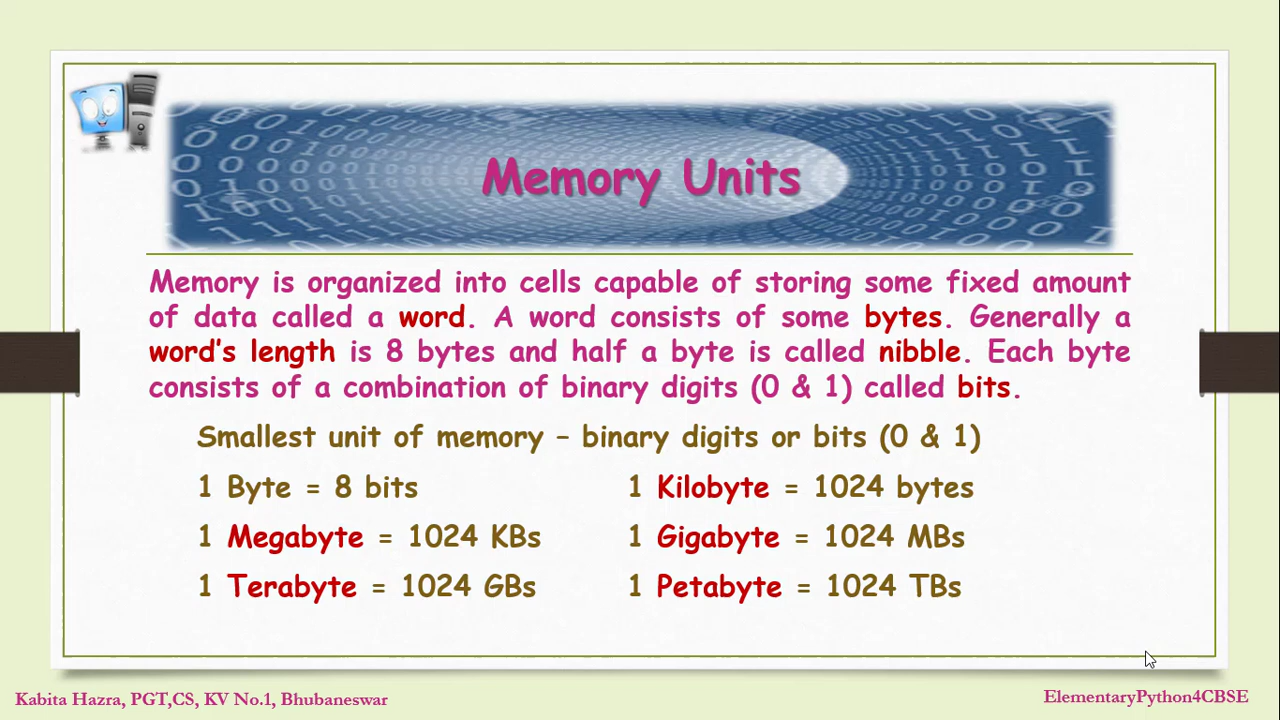 Memory Units
Memory is organized into cells capable of storing some fixed amount
of data called a word. A word consists of some bytes. Generally a
word's length is 8 bytes and half a byte is called nibble. Each byte
consists of a combination of binary digits (0 & 1) called bits.
Smallest unit of memory – binary digits or bits (0 & 1)
1 Byte = 8 bits 1 Kilobyte = 1024 bytes
1 Megabyte = 1024 KBs 1 Gigabyte = 1024 MBs
1 Terabyte = 1024 GBs 1 Petabyte = 1024 TBs
Kabita Hazra, PGT,CS, KV No.1, Bhubaneswar
ElementaryPython4CBSE